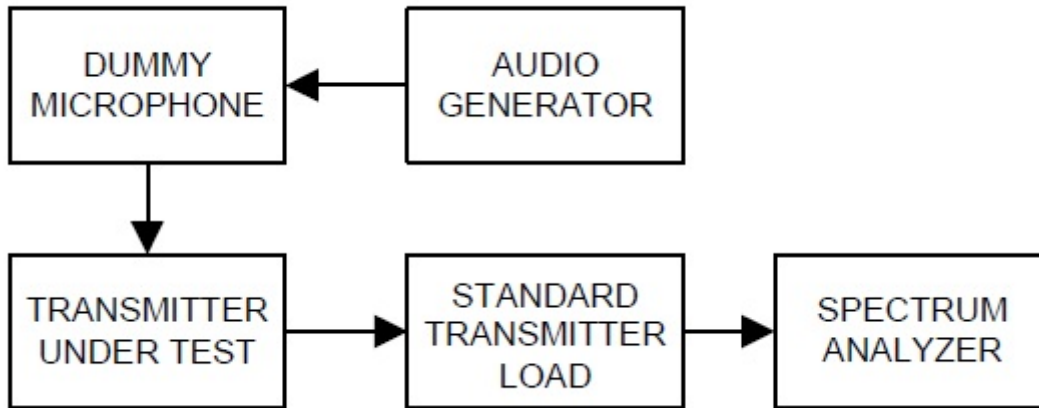 DUMMY
MICROPHONE
AUDIO
GENERATOR
TRANSMITTER
UNDER TEST
STANDARD
TRANSMITTER
LOAD
SPECTRUM
ANALYZER